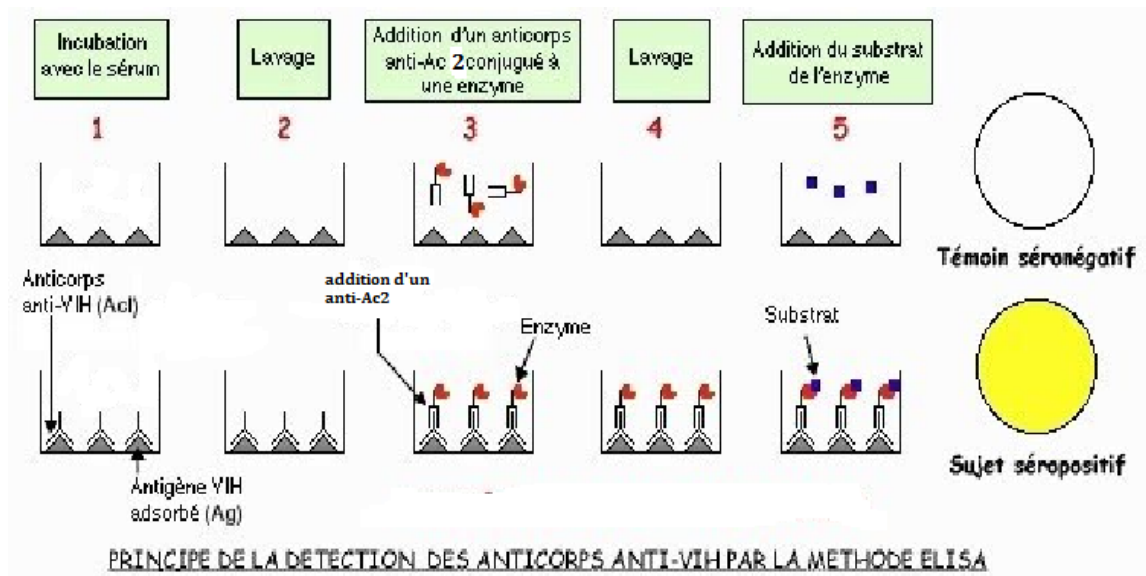 Incubation
avec le sérum
Lavage
Addition d'un anticorps
anti-Ac 2 conjugué à
une enzyme
Lavage
Addition du substrat
de l'enzyme
1
2
3
4
5
Témoin séronégatif
Anticorps
anti-VIH (AcI)
addition d'un
anti-Ac2
Enzyme
Substrat
Antigène VIH
adsorbé (Ag)
Sujet séropositif
PRINCIPE DE LA DETECTION DES ANTICORPS ANTI-VIH PAR LA METHODE ELISA